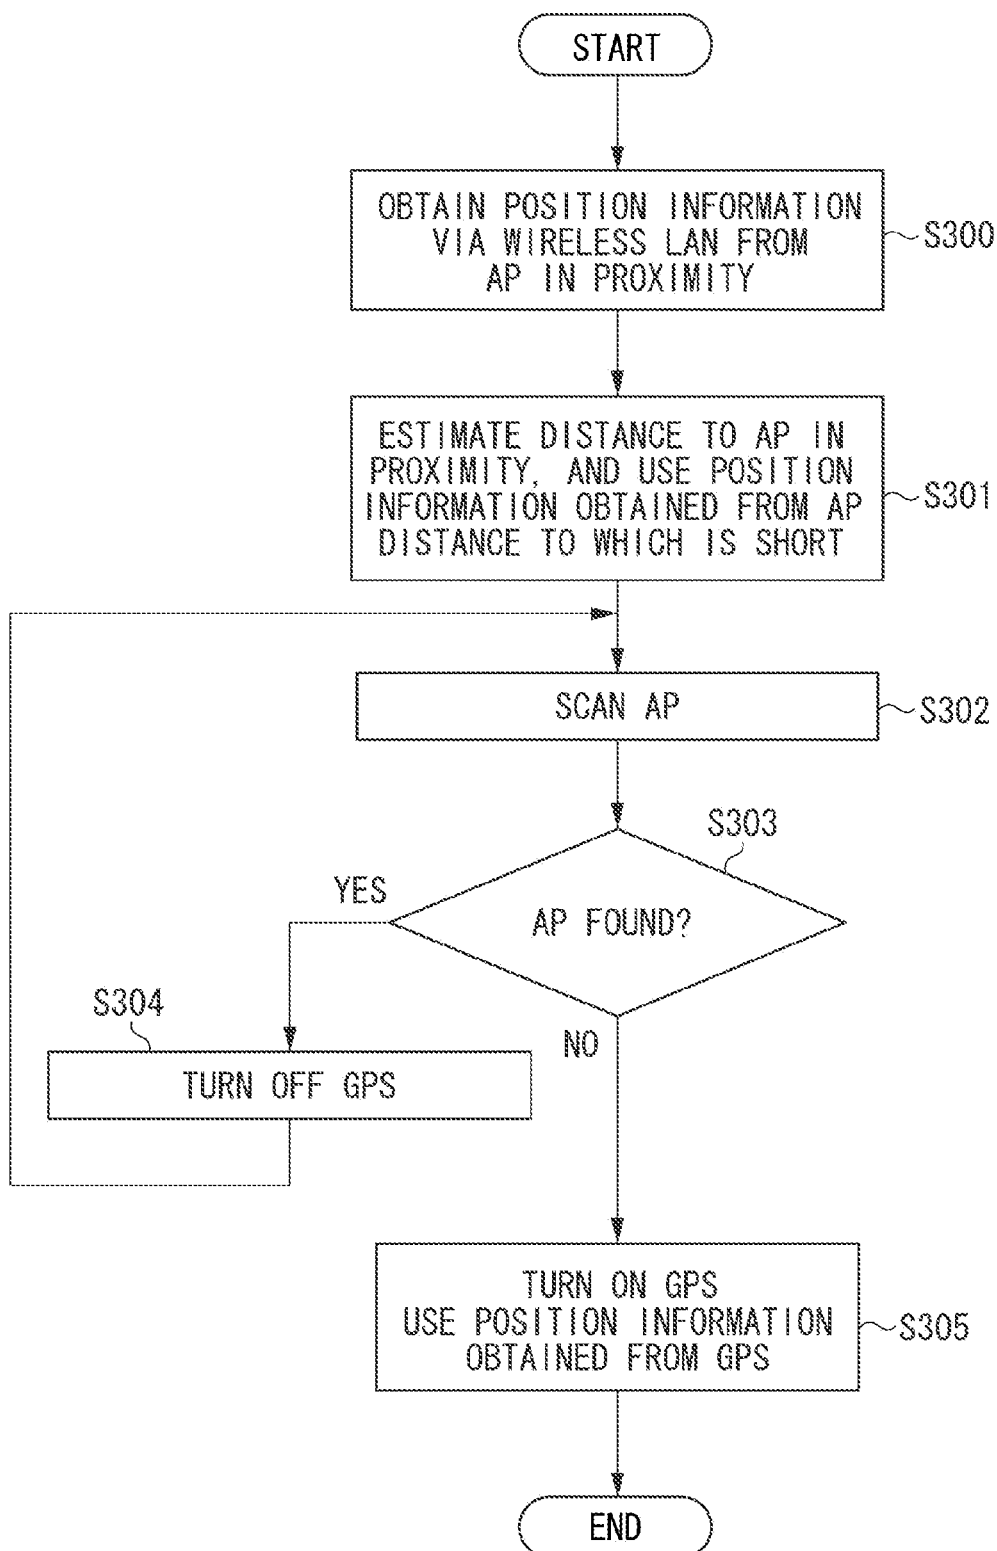 START
OBTAIN POSITION INFORMATION
VIA WIRELESS LAN FROM
AP IN PROXIMITY
S300
ESTIMATE DISTANCE TO AP IN
PROXIMITY, AND USE POSITION
INFORMATION OBTAINED FROM AP
DISTANCE TO WHICH IS SHORT
S301
SCAN AP
S302
S303
AP FOUND?
YES
NO
S304
TURN OFF GPS
TURN ON GPS
USE POSITION INFORMATION
OBTAINED FROM GPS
S305
END